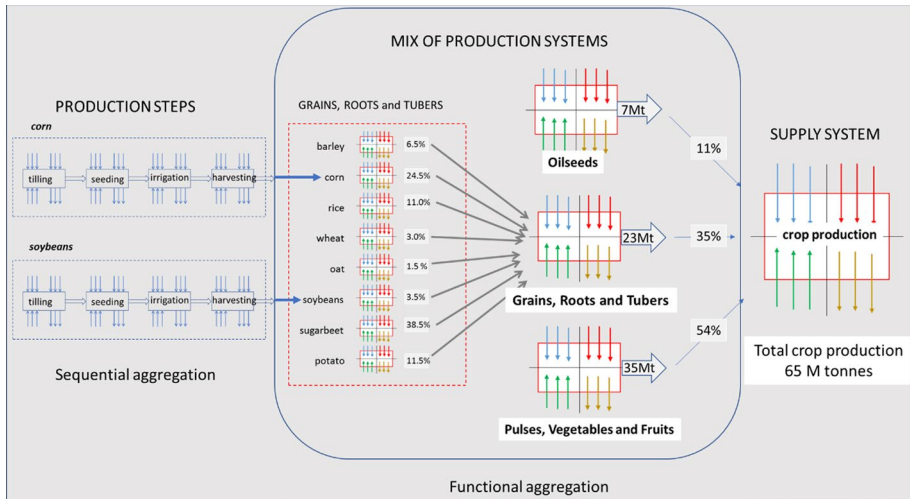 MIX OF PRODUCTION SYSTEMS
PRODUCTION STEPS
corn
tilling
seeding
irrigation
harvesting
soybeans
tilling
seeding
irrigation
harvesting
Sequential aggregation
GRAINS, ROOTS and TUBERS
barley 6.5%
corn 24.5%
rice 11.0%
wheat 3.0%
oat 1.5 %
soybeans 3.5%
sugarbeet 38.5%
potato 11.5%
7Mt
Oilseeds
23Mt
Grains, Roots and Tubers
35Mt
Pulses, Vegetables and Fruits
11%
35%
54%
SUPPLY SYSTEM
crop production
Total crop production
65 M tonnes
Functional aggregation